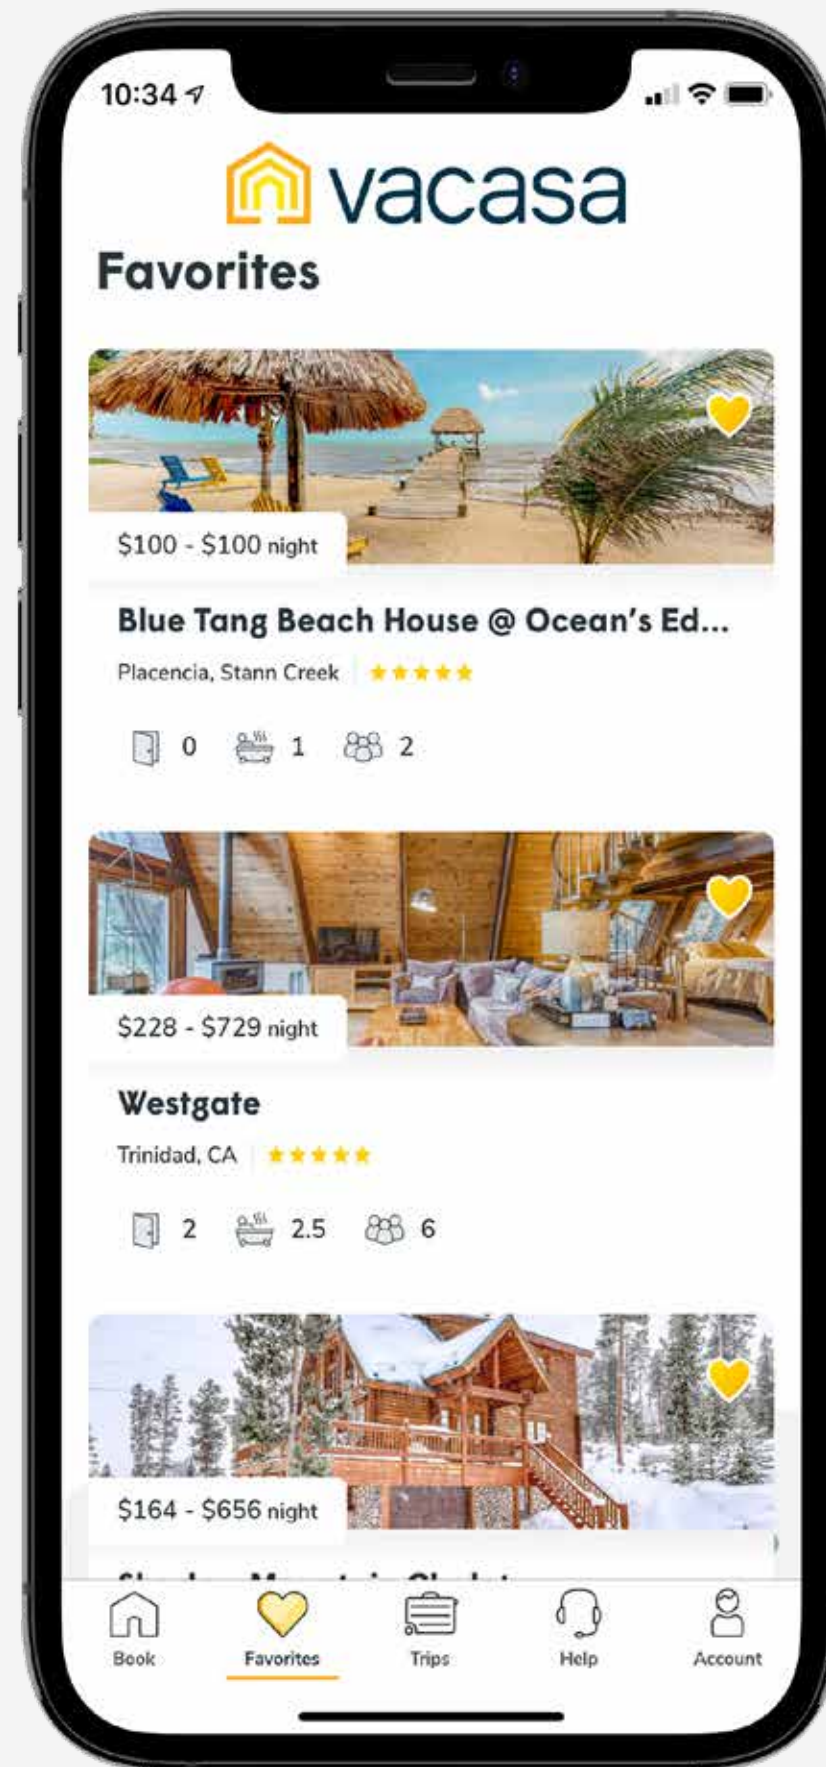 10:34
vacasa
Favorites
$100 - $100 night
Blue Tang Beach House @ Ocean's Ed...
Placencia, Stann Creek
0 1 2
$228 - $729 night
Westgate
Trinidad, CA
2 2.5 6
$164 - $656 night
Book Favorites Trips Help Account